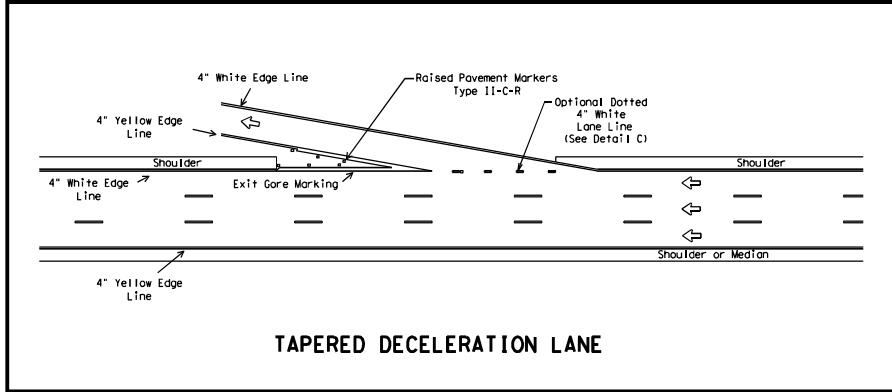 4" White Edge Line
Raised Pavement Markers
Type II-C-R
Optional Dotted
4" White
Lane Line
(See Detail C)
4" Yellow Edge
Line
Shoulder
Shoulder
4" White Edge
Line
Exit Gore Marking
Shoulder or Median
4" Yellow Edge
Line
TAPERED DECELERATION LANE